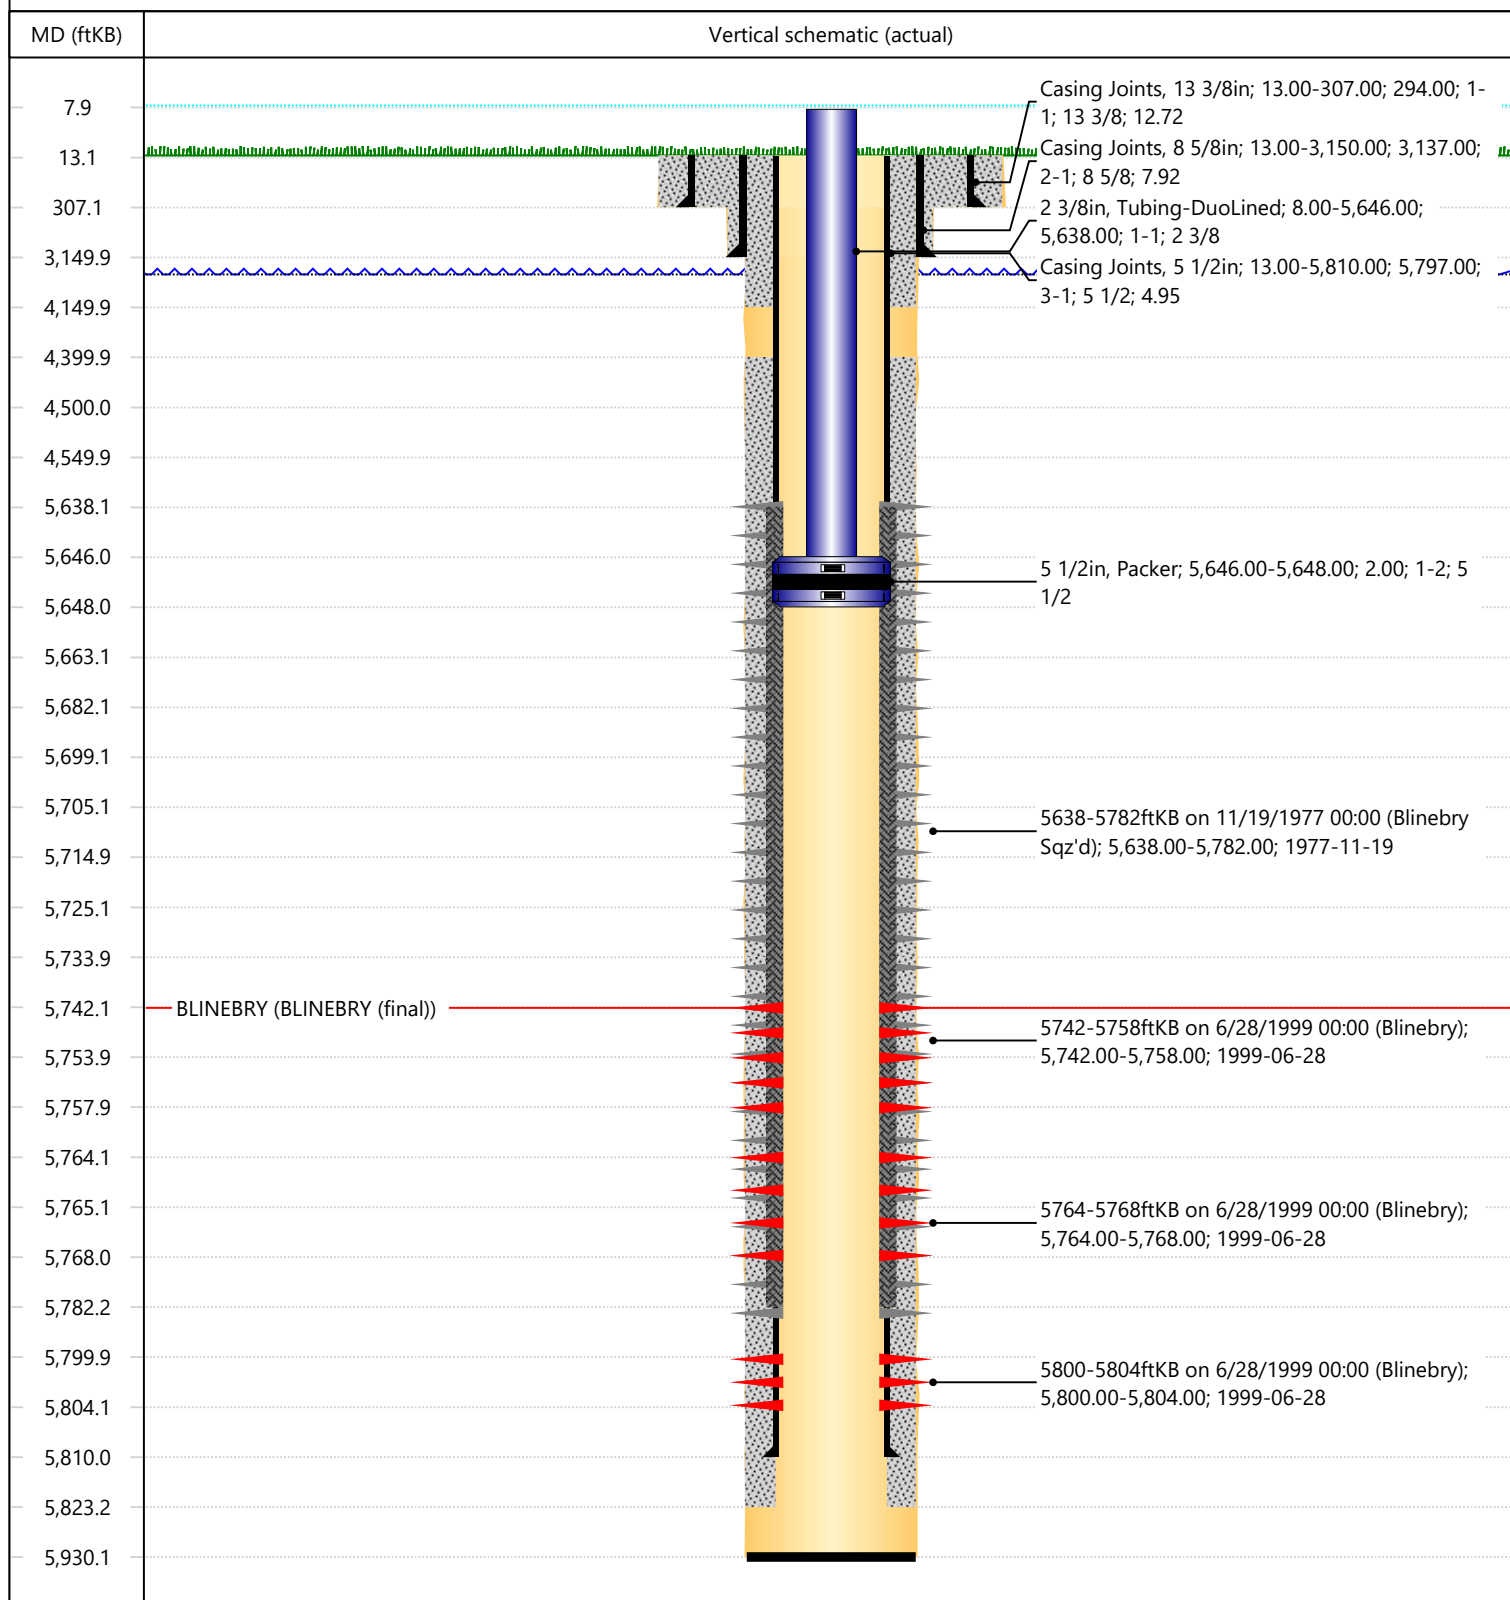 MD (ftKB)
Vertical schematic (actual)
7.9
13.1
307.1
3,149.9
4,149.9
4,399.9
4,500.0
4,549.9
5,638.1
5,646.0
5,648.0
5,663.1
5,682.1
5,699.1
5,705.1
5,714.9
5,725.1
5,733.9
5,742.1
5,753.9
5,757.9
5,764.1
5,765.1
5,768.0
5,782.2
5,799.9
5,804.1
5,810.0
5,823.2
5,930.1
BLINEBRY (BLINEBRY (final))
Casing Joints, 13 3/8in; 13.00-307.00; 294.00; 1-
1; 13 3/8; 12.72
Casing Joints, 8 5/8in; 13.00-3,150.00; 3,137.00;
2-1; 8 5/8; 7.92
2 3/8in, Tubing-DuoLined; 8.00-5,646.00;
5,638.00; 1-1; 2 3/8
Casing Joints, 5 1/2in; 13.00-5,810.00; 5,797.00;
3-1; 5 1/2; 4.95
5 1/2in, Packer; 5,646.00-5,648.00; 2.00; 1-2; 5
1/2
5638-5782ftKB on 11/19/1977 00:00 (Blinebry
Sqz'd); 5,638.00-5,782.00; 1977-11-19
5742-5758ftKB on 6/28/1999 00:00 (Blinebry);
5,742.00-5,758.00; 1999-06-28
5764-5768ftKB on 6/28/1999 00:00 (Blinebry);
5,764.00-5,768.00; 1999-06-28
5800-5804ftKB on 6/28/1999 00:00 (Blinebry);
5,800.00-5,804.00; 1999-06-28